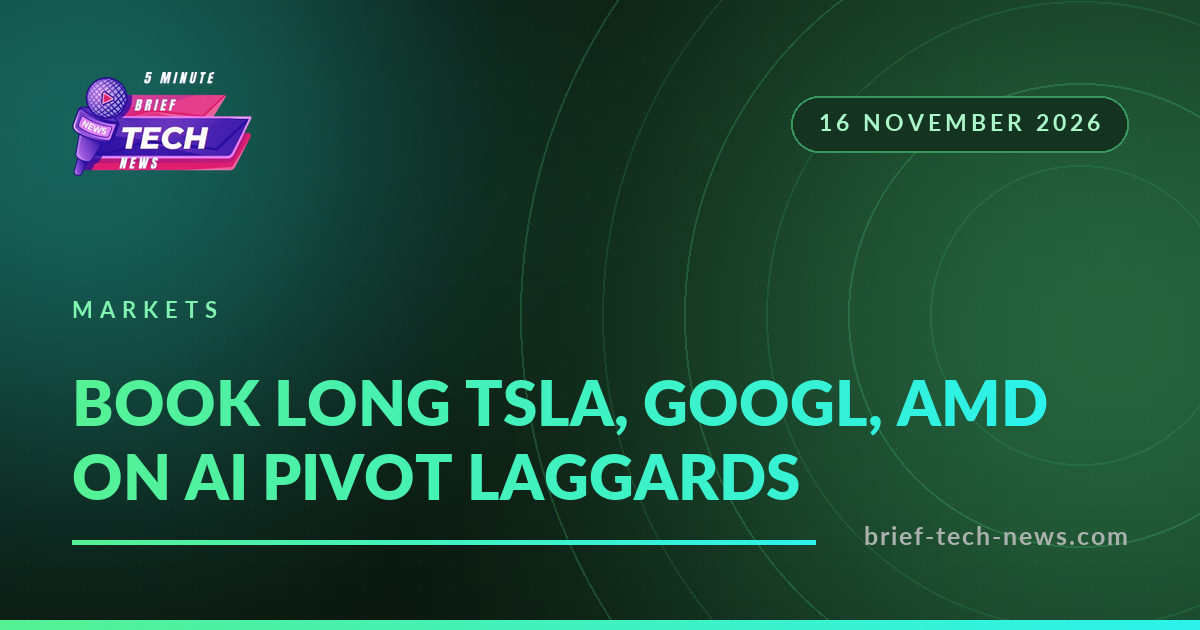 5 MINUTE
BRIEF
NEWS
TECH
NEWS
16 NOVEMBER 2026
MARKETS
BOOK LONG TSLA, GOOGL, AMD
ON AI PIVOT LAGGARDS
brief-tech-news.com